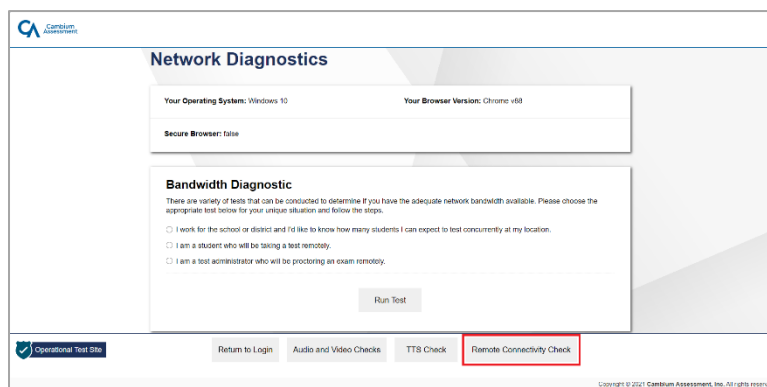 Cambium
Assessment
Network Diagnostics
Your Operating System: Windows 10
Your Browser Version: Chrome v88
Secure Browser: false
Bandwidth Diagnostic
There are variety of tests that can be conducted to determine if you have the adequate network bandwidth available. Please choose the
appropriate test below for your unique situation and follow the steps.
I work for the school or district and I'd like to know how many students I can expect to test concurrently at my location.
I am a student who will be taking a test remotely.
I am a test administrator who will be proctoring an exam remotely.
Run Test
Operational Test Site
Return to Login
Audio and Video Checks
TTS Check
Remote Connectivity Check
Copyright © 2021 Cambium Assessment, Inc. All rights